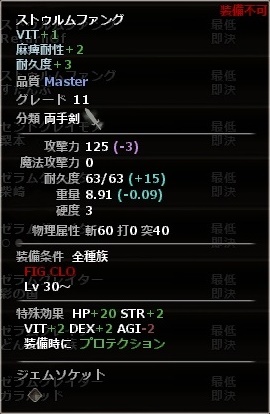 装備不可
ストゥルムファング
VIT+1
麻痺耐性+2
耐久度+3
品質 Master
グレード 11
分類 両手剣
攻撃力 125 (-3)
魔法攻撃力 0
耐久度 63/63 (+15)
重量 8.91 (-0.09)
硬度 3
物理属性 斬60 打0 突40
装備条件 全種族
FIG,CLO
Lv 30～
特殊効果 HP+20 STR+2
VIT+2 DEX+2 AGI-2
装備時に プロテクション
ジェムソケット